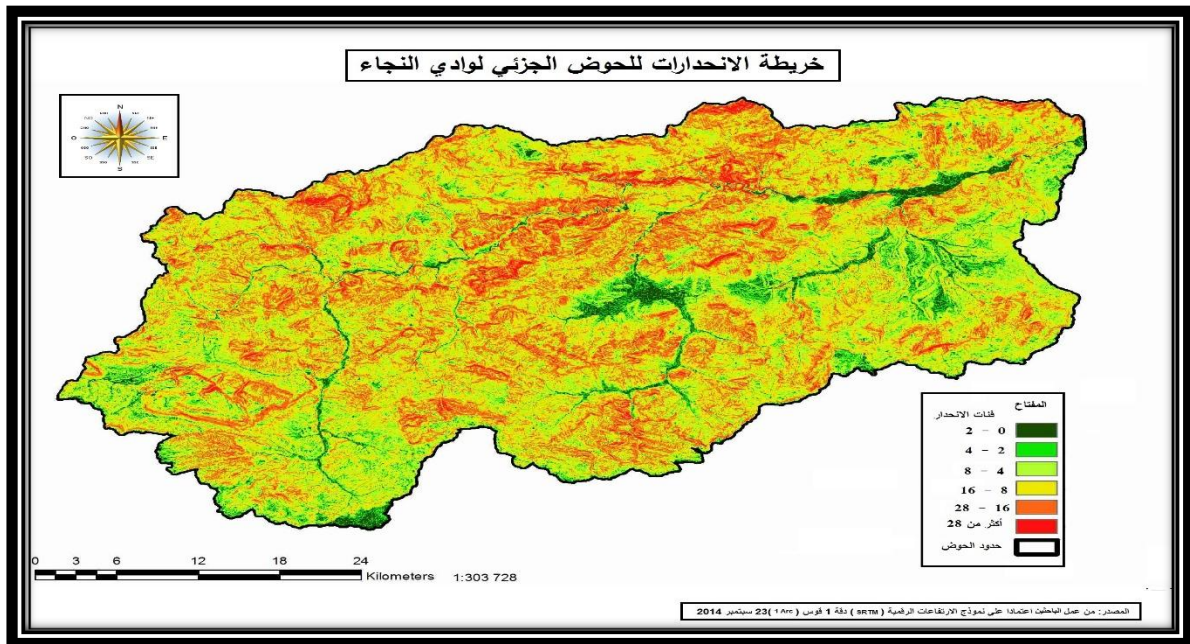 خريطة الانحدارات للحوض الجزئي لوادي النجاء
N
O
E
SO
SE
S
المفتاح
فئات الانحدار
2 - 0
4 - 2
8 - 4
16 - 8
28 - 16
أكثر من 28
حدود الحوض
0 3 6 12 18 24
Kilometers 1:303 728
المصدر: من عمل الباحثين اعتمادا على نموذج الارتفاعات الرقمية ( SRTM ) دقة 1 قوس ( 1 Arc ) 23 سبتمبر 2014